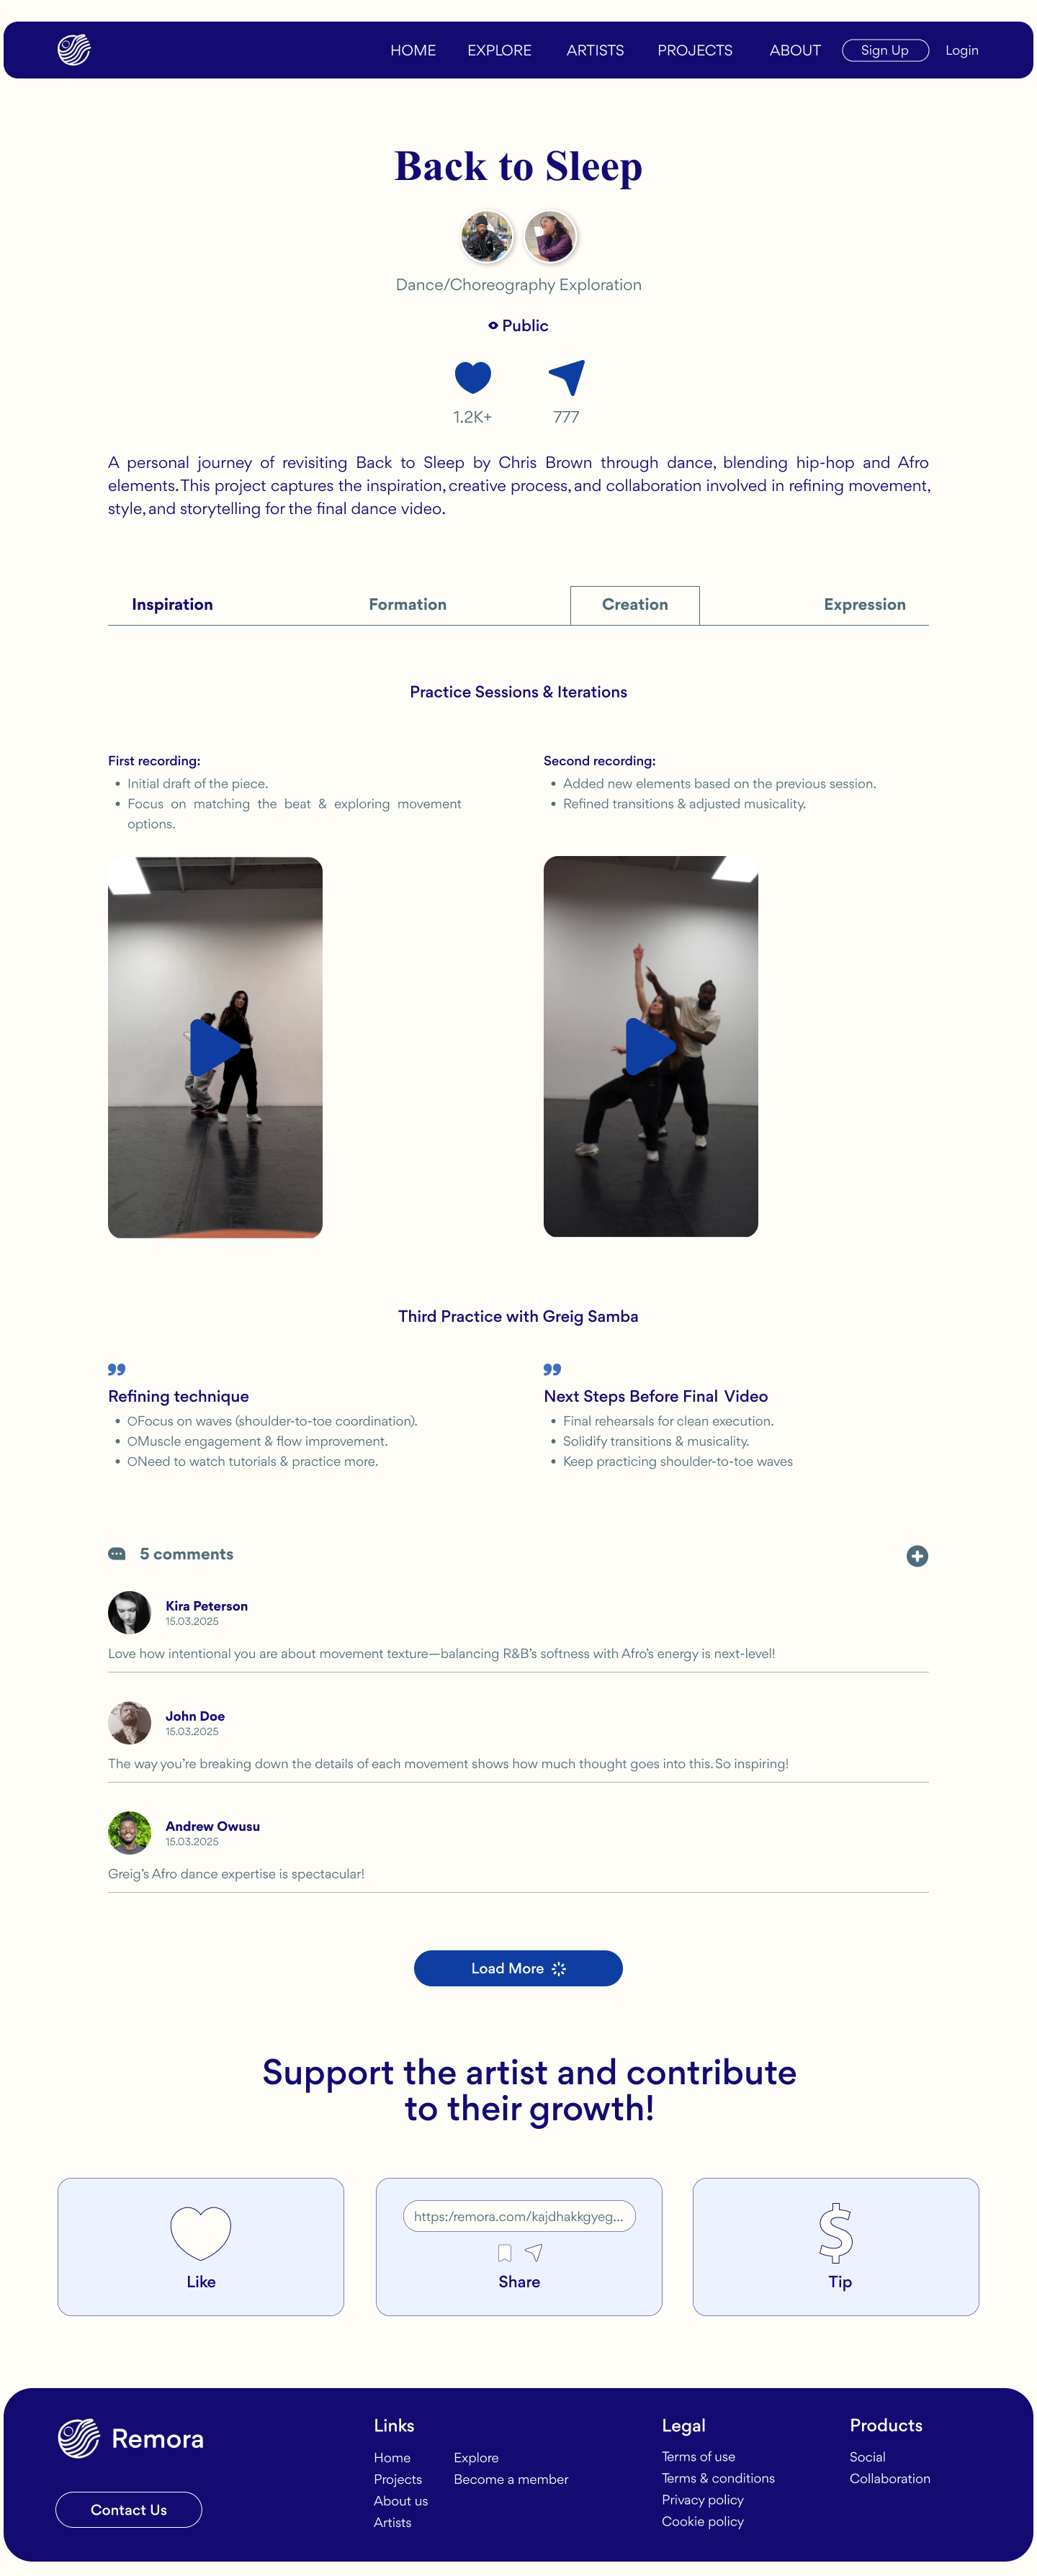 HOME EXPLORE ARTISTS PROJECTS ABOUT Sign Up Login
Back to Sleep
Dance/Choreography Exploration
Public
1.2K+ 777
A personal journey of revisiting Back to Sleep by Chris Brown through dance, blending hip-hop and Afro
elements. This project captures the inspiration, creative process, and collaboration involved in refining movement,
style, and storytelling for the final dance video.
Inspiration Formation Creation Expression
Practice Sessions & Iterations
First recording:
• Initial draft of the piece.
• Focus on matching the beat & exploring movement
options.
Second recording:
• Added new elements based on the previous session.
• Refined transitions & adjusted musicality.
Third Practice with Greig Samba
Refining technique
• OFocus on waves (shoulder-to-toe coordination).
• OMuscle engagement & flow improvement.
• ONeed to watch tutorials & practice more.
Next Steps Before Final Video
• Final rehearsals for clean execution.
• Solidify transitions & musicality.
• Keep practicing shoulder-to-toe waves
5 comments
Kira Peterson
15.03.2025
Love how intentional you are about movement texture—balancing R&B's softness with Afro's energy is next-level!
John Doe
15.03.2025
The way you're breaking down the details of each movement shows how much thought goes into this. So inspiring!
Andrew Owusu
15.03.2025
Greig's Afro dance expertise is spectacular!
Load More
Support the artist and contribute
to their growth!
Like
https:/remora.com/kajdhakkgyeg...
Share
$
Tip
Remora
Contact Us
Links
Home
Projects
About us
Artists
Explore
Become a member
Legal
Terms of use
Terms & conditions
Privacy policy
Cookie policy
Products
Social
Collaboration